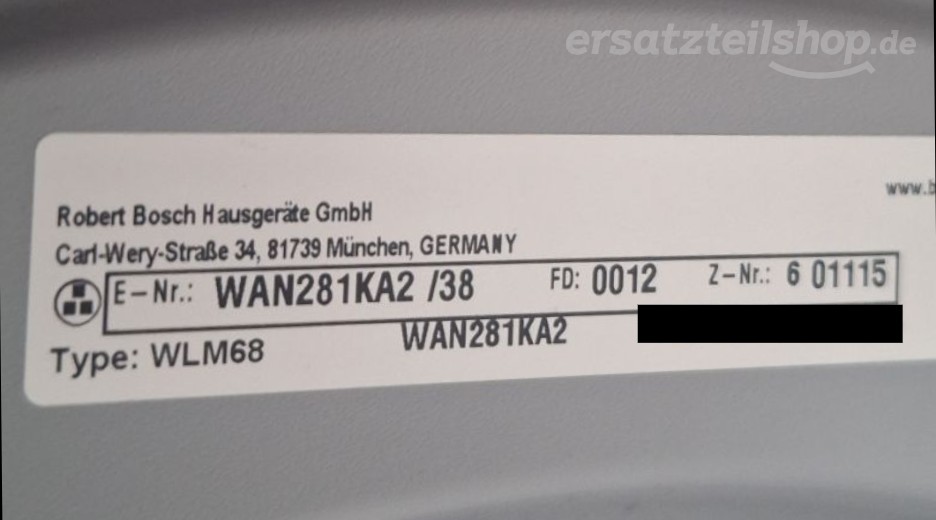 ersatzteilshop.de
www.b
Robert Bosch Hausgeräte GmbH
Carl-Wery-Straße 34, 81739 München, GERMANY
E-Nr.: WAN281KA2 /38 FD: 0012 Z-Nr.: 6 01115
WAN281KA2
Type: WLM68